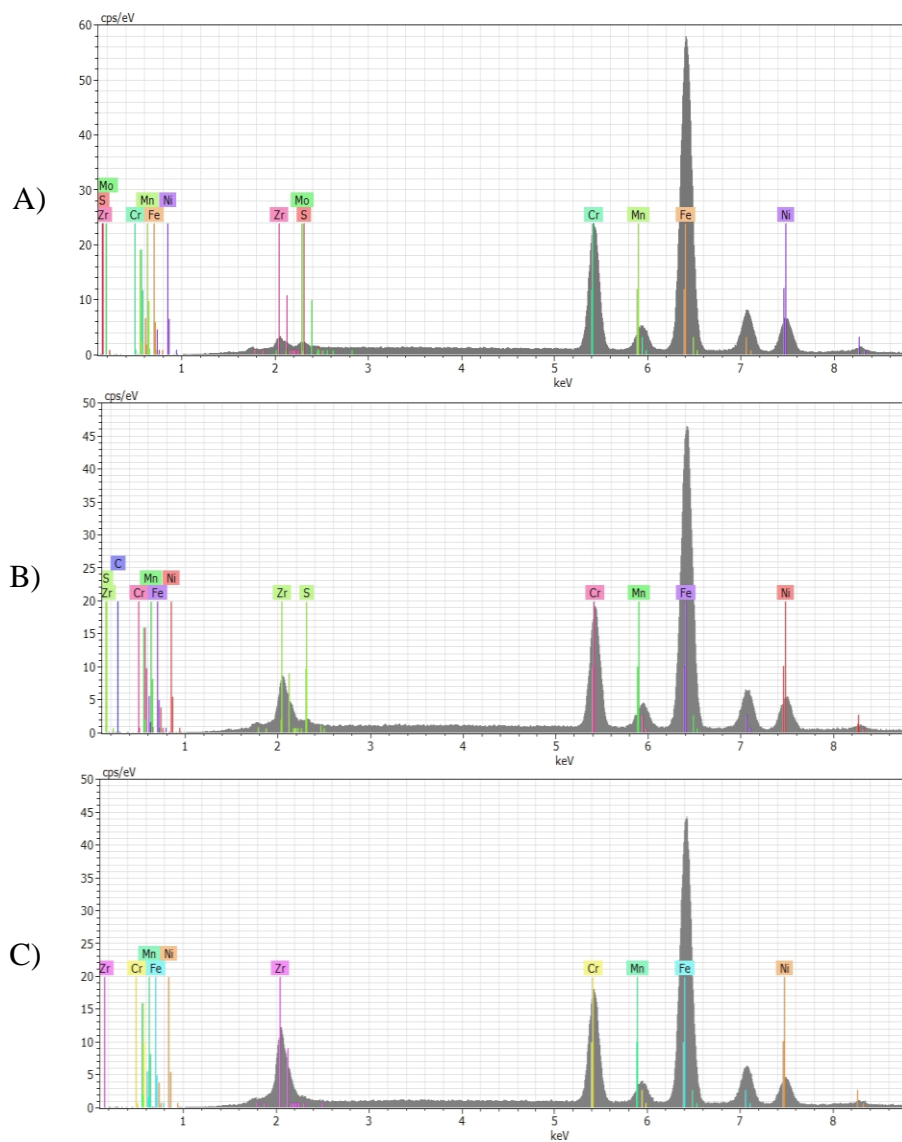 cps/eV
60
50
A)
40
30
Mo
S Mn Ni Mo
Zr Cr Fe Zr S Cr Mn Fe Ni
20
10
0
1 2 3 4 5 6 7 8
keV
cps/eV
50
45
40
35
30
B)
25
C
S Mn Ni
Zr Cr Fe Zr S Cr Mn Fe Ni
20
15
10
5
0
1 2 3 4 5 6 7 8
keV
cps/eV
50
45
40
35
30
C)
25
Mn Ni
Zr Cr Fe Zr Cr Mn Fe Ni
20
15
10
5
0
1 2 3 4 5 6 7 8
keV